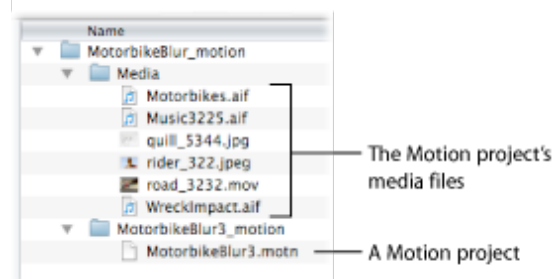 Name
MotorbikeBlur_motion
Media
Motorbikes.aif
Music3225.aif
quill_5344.jpg
rider_322.jpeg
road_3232.mov
WreckImpact.aif
The Motion project's
media files
MotorbikeBlur3_motion
MotorbikeBlur3.motn
A Motion project